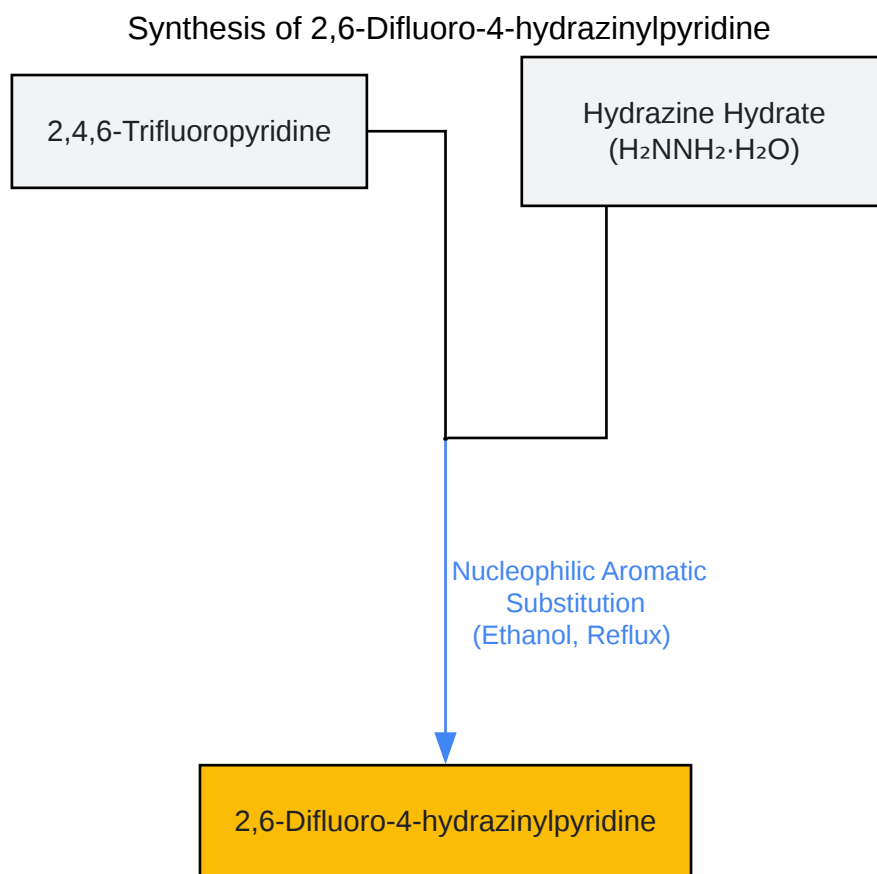 Synthesis of 2,6-Difluoro-4-hydrazinylpyridine
2,4,6-Trifluoropyridine
Hydrazine Hydrate
(H₂NNH₂·H₂O)
Nucleophilic Aromatic
Substitution
(Ethanol, Reflux)
2,6-Difluoro-4-hydrazinylpyridine